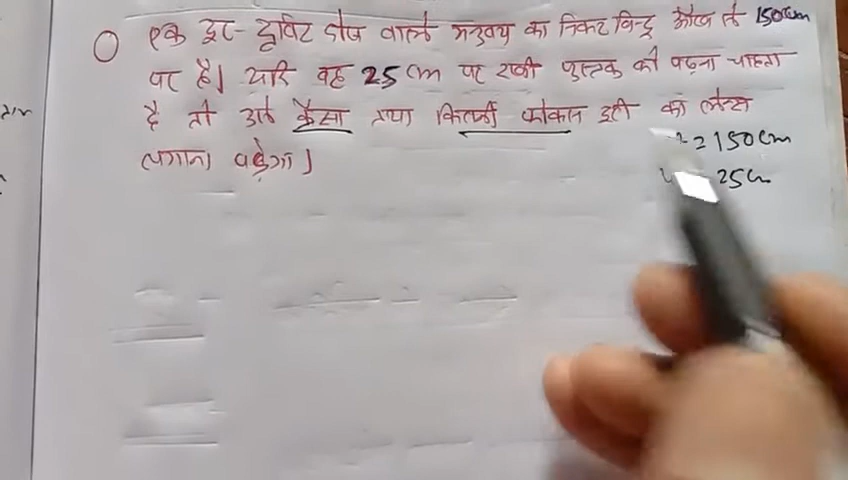 एक दूर-दृष्टि दोष वाले मनुष्य का निकट बिन्दु आँख से 150cm
पर है। यदि वह 25 cm पर रखी पुस्तक को पढ़ना चाहता
है तो उसे कैसा तथा कितनी फोकस दूरी का लेन्स
= 150cm
लगाना पड़ेगा।
25cm